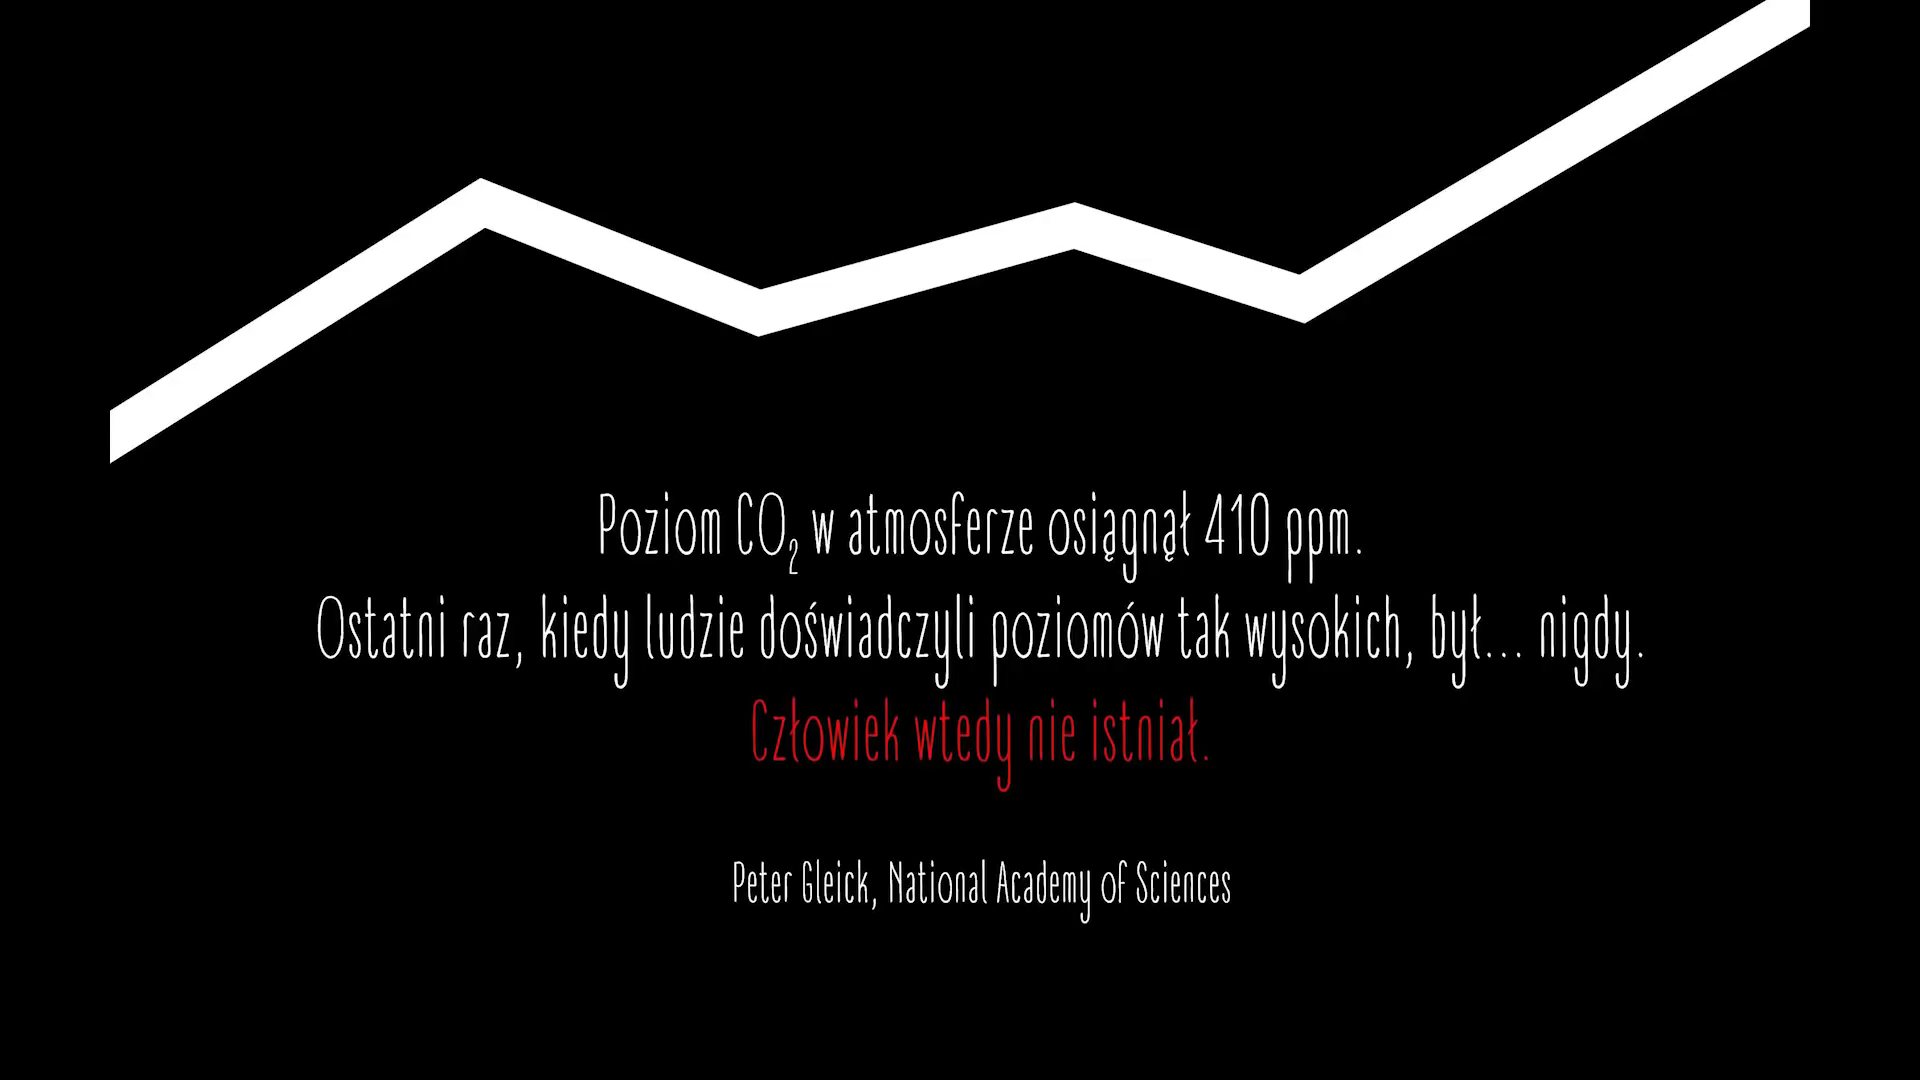 Poziom CO₂ w atmosferze osiągnął 410 ppm.
Ostatni raz, kiedy ludzie doświadczyli poziomów tak wysokich, był... nigdy.
Człowiek wtedy nie istniał.
Peter Gleick, National Academy of Sciences